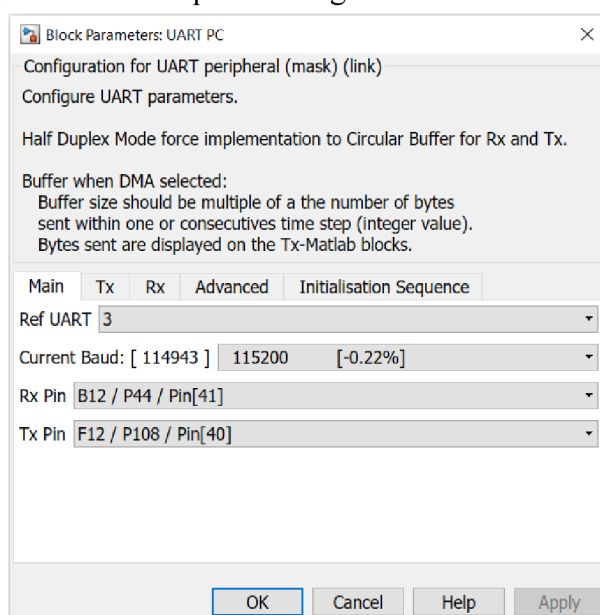 Block Parameters: UART PC
Configuration for UART peripheral (mask) (link)
Configure UART parameters.
Half Duplex Mode force implementation to Circular Buffer for Rx and Tx.
Buffer when DMA selected:
Buffer size should be multiple of a the number of bytes
sent within one or consecutives time step (integer value).
Bytes sent are displayed on the Tx-Matlab blocks.
Main Tx Rx Advanced Initialisation Sequence
Ref UART 3
Current Baud: [ 114943 ] 115200 [-0.22%]
Rx Pin B12 / P44 / Pin[41]
Tx Pin F12 / P108 / Pin[40]
OK Cancel Help Apply